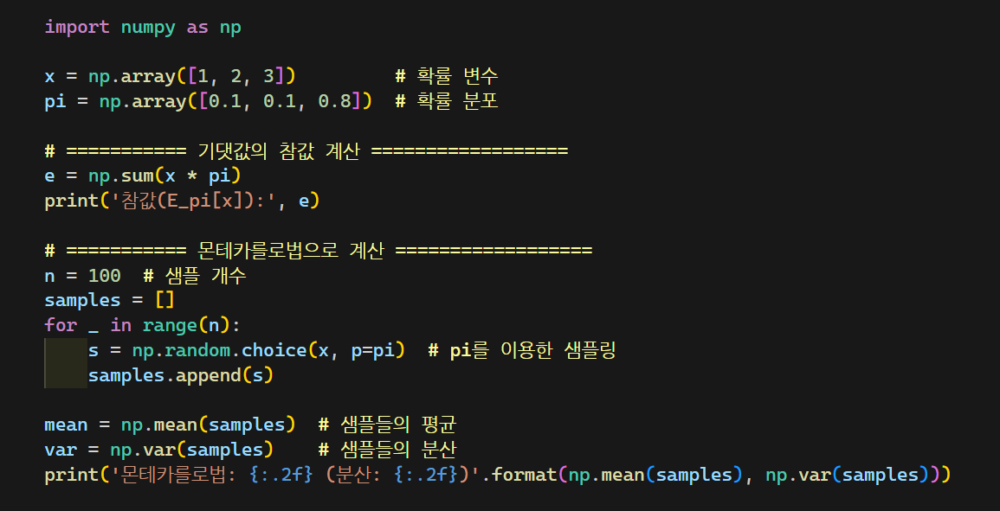 import numpy as np
x = np.array([1, 2, 3])         # 확률 변수
pi = np.array([0.1, 0.1, 0.8])  # 확률 분포
# =========== 기댓값의 참값 계산 ==================
e = np.sum(x * pi)
print('참값(E_pi[x]):', e)
# =========== 몬테카를로법으로 계산 ==================
n = 100  # 샘플 개수
samples = []
for _ in range(n):
    s = np.random.choice(x, p=pi)  # pi를 이용한 샘플링
    samples.append(s)
mean = np.mean(samples)  # 샘플들의 평균
var = np.var(samples)    # 샘플들의 분산
print('몬테카를로법: {:.2f} (분산: {:.2f})'.format(np.mean(samples), np.var(samples)))